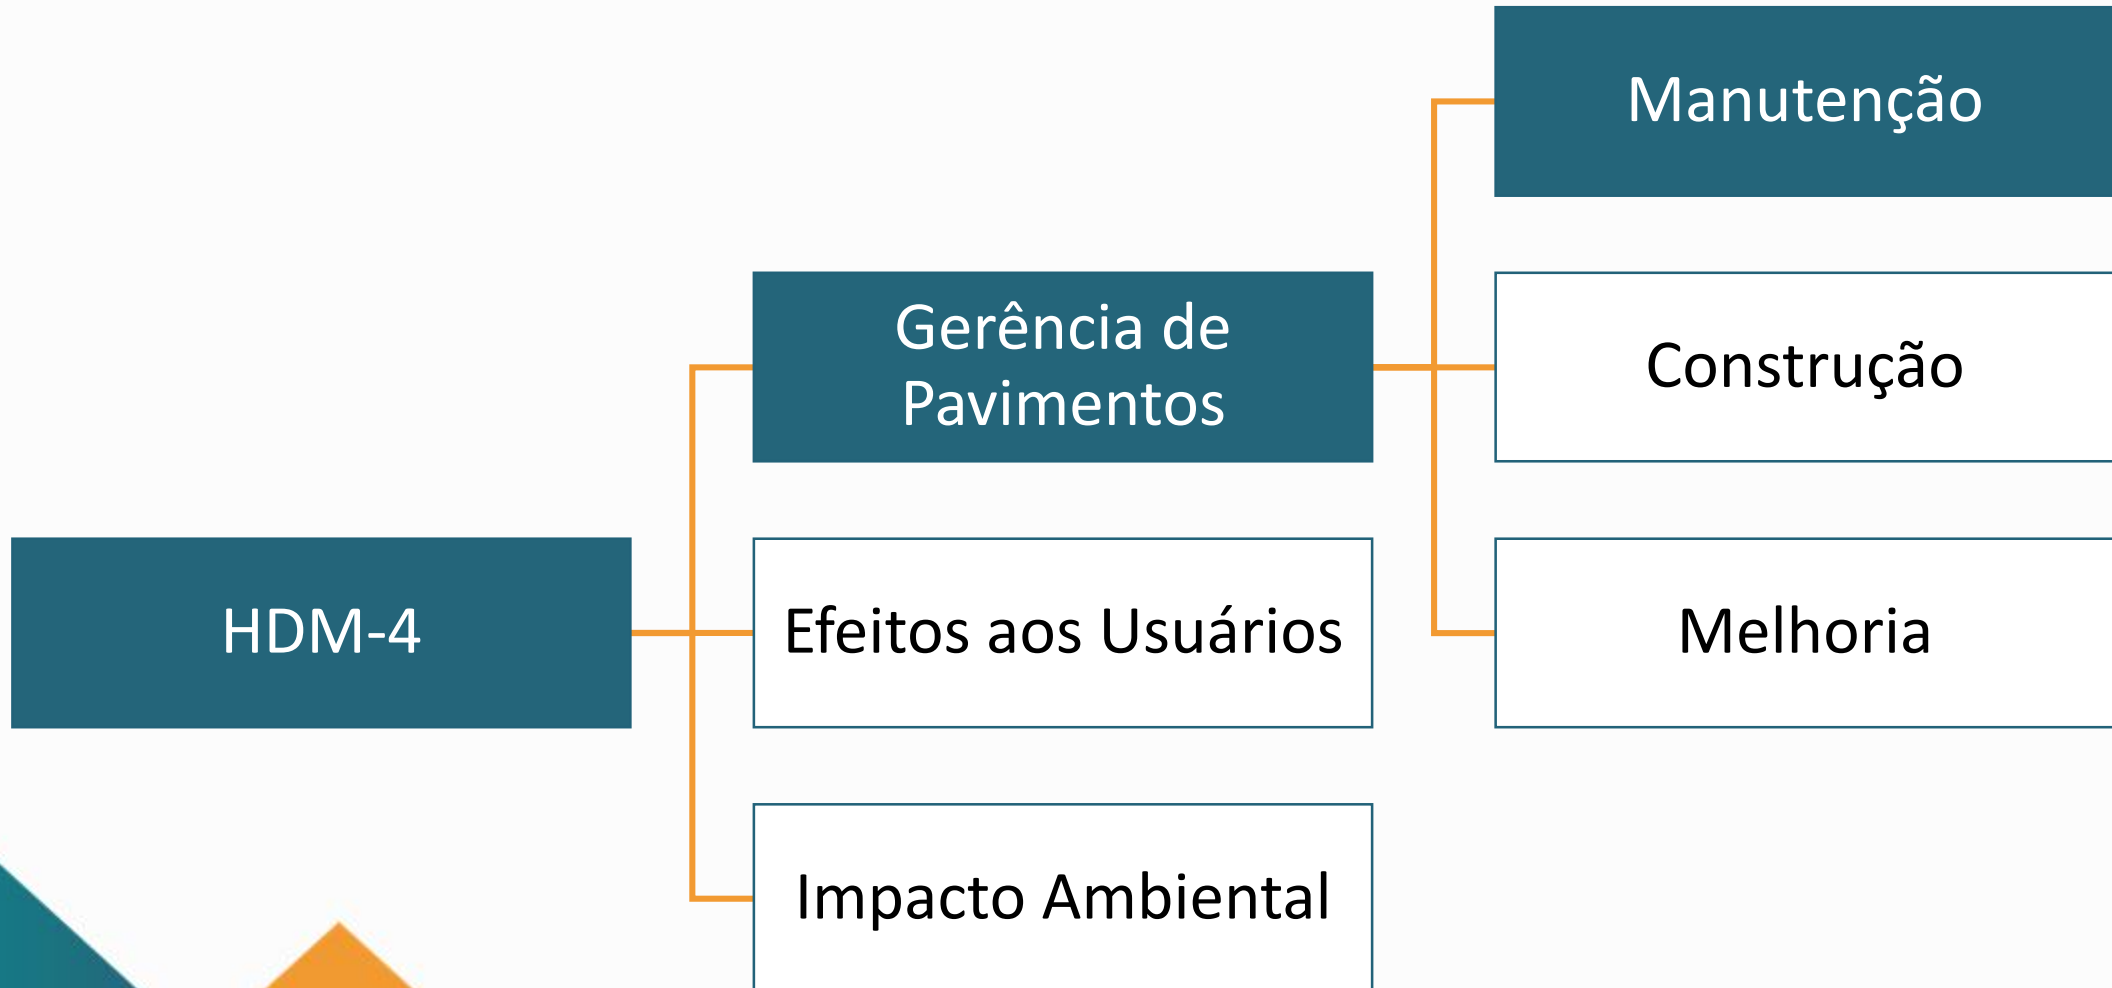 HDM-4
Gerência de
Pavimentos
Efeitos aos Usuários
Impacto Ambiental
Manutenção
Construção
Melhoria